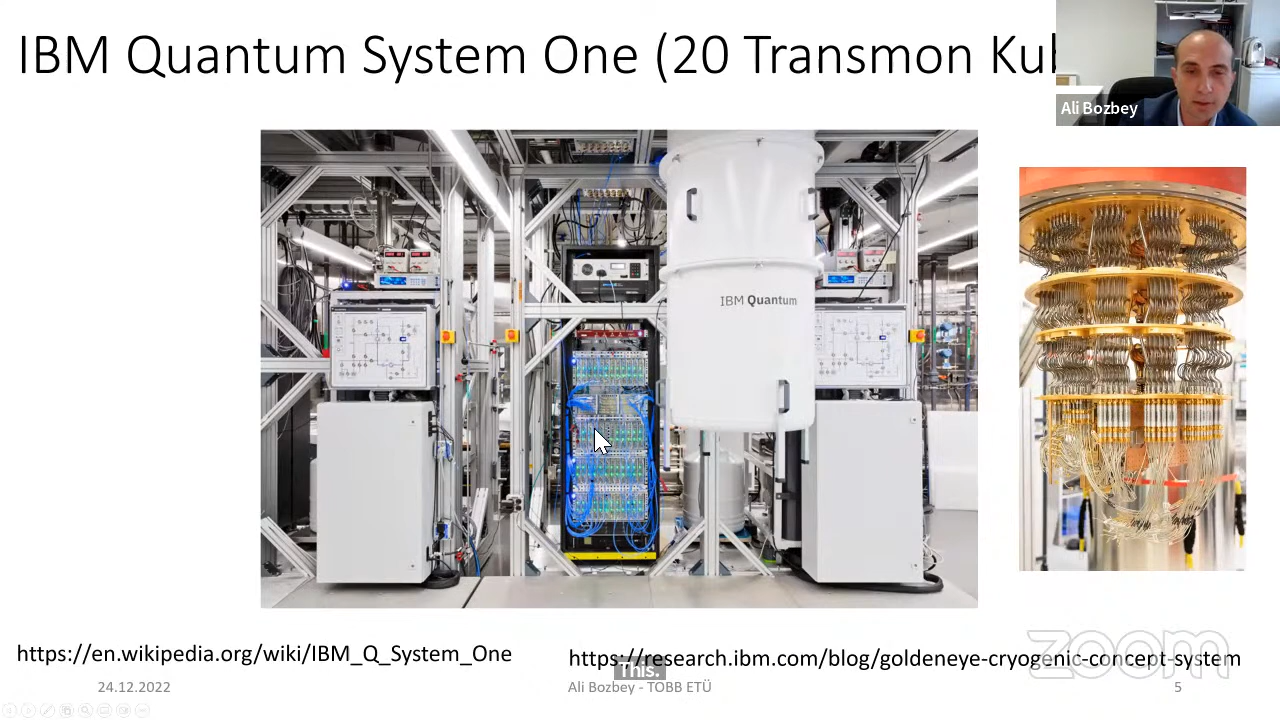 IBM Quantum System One (20 Transmon Ku
Ali Bozbey
IBM Quantum
https://en.wikipedia.org/wiki/IBM_Q_System_One
https://research.ibm.com/blog/goldeneye-cryogenic-concept-system
This.
zoom
24.12.2022
Ali Bozbey - TOBB ETÜ
5